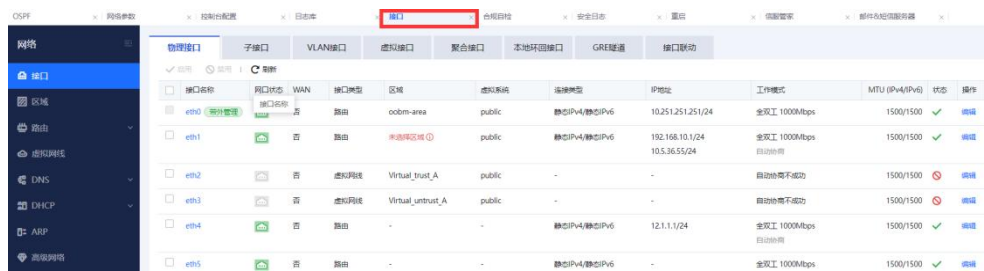 OSPF 网络参数 控制台配置 日志库 接口 合规自检 安全日志 重启 信服管家 邮件&短信服务器
网络 物理接口 子接口 VLAN接口 虚拟接口 聚合接口 本地环回接口 GRE隧道 接口联动
启用 禁用 刷新
接口
接口名称 网口状态 WAN 接口类型 区域 虚拟系统 连接类型 IP地址 工作模式 MTU (IPv4/IPv6) 状态 操作
接口名称
区域 eth0 带外管理 否 路由 oobm-area public 静态IPv4/静态IPv6 10.251.251.251/24 全双工 1000Mbps 1500/1500 编辑
路由 eth1 否 路由 未选择区域 public 静态IPv4/静态IPv6 192.168.10.1/24 全双工 1000Mbps 1500/1500 编辑
10.5.36.55/24 自动协商
虚拟网线
DNS eth2 否 虚拟网线 Virtual_trust_A public - - 自动协商不成功 1500/1500 编辑
DHCP eth3 否 虚拟网线 Virtual_untrust_A public - - 自动协商不成功 1500/1500 编辑
ARP eth4 否 路由 - - 静态IPv4/静态IPv6 12.1.1.1/24 全双工 1000Mbps 1500/1500 编辑
自动协商
高级网络 eth5 否 路由 - - 静态IPv4/静态IPv6 - 全双工 1000Mbps 1500/1500 编辑